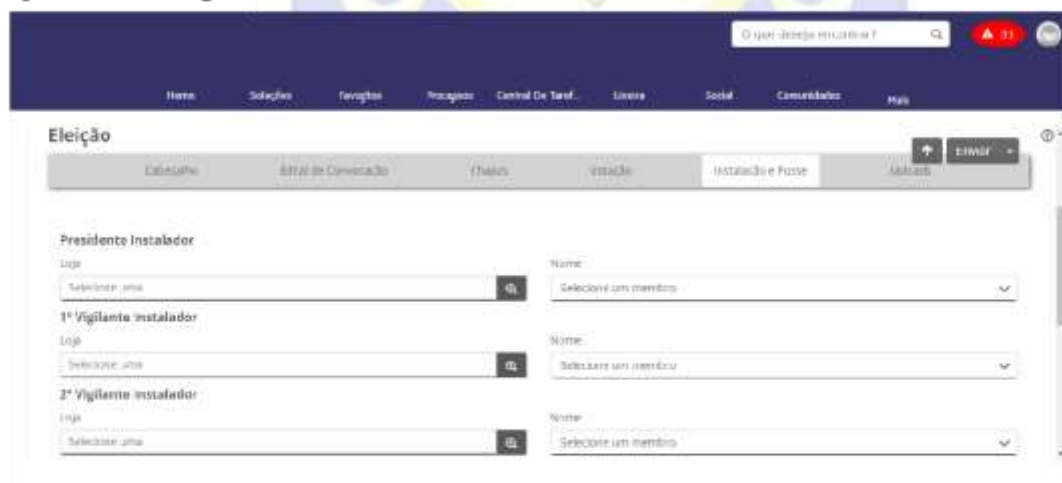 O que deseja encontrar?
33
Home Soluções Favoritos Processos Central De Taref... Livros Social Comunidades Mais
Eleição
Enviar
Cabeçalho Edital de Convocação Chapas Votação Instalação e Posse
Presidente Instalador
Loja Nome
Selecione uma Selecione um membro
1º Vigilante Instalador
Loja Nome
Selecione uma Selecione um membro
2º Vigilante Instalador
Loja Nome
Selecione uma Selecione um membro